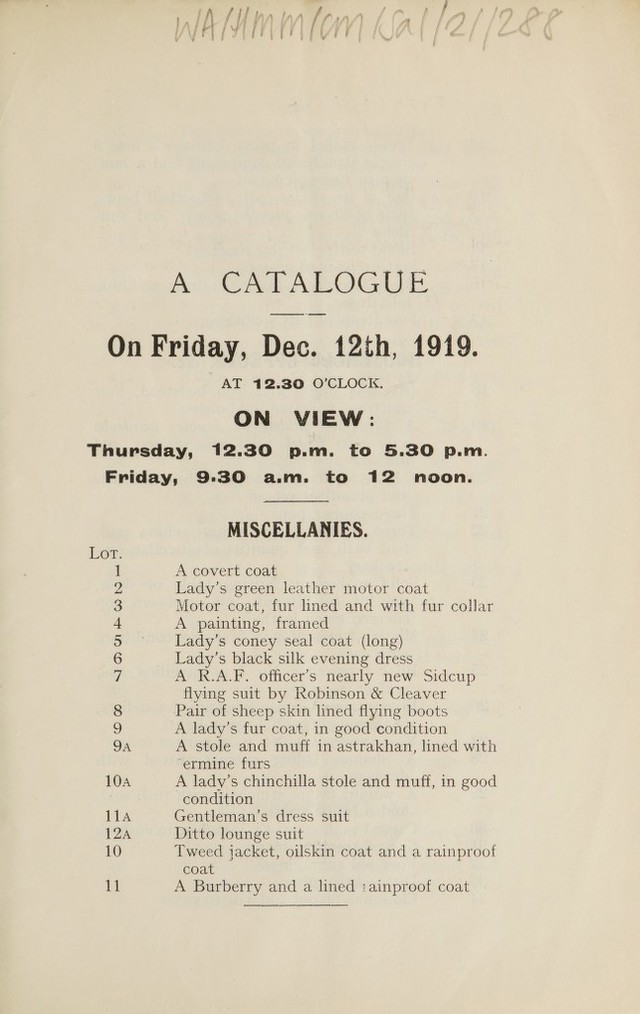 WA/HMM/CM/Sal/21/288
A CATALOGUE
On Friday, Dec. 12th, 1919.
AT 12.30 O'CLOCK.
ON VIEW:
Thursday, 12.30 p.m. to 5.30 p.m.
Friday, 9.30 a.m. to 12 noon.
MISCELLANIES.
LOT.
1 A covert coat
2 Lady's green leather motor coat
3 Motor coat, fur lined and with fur collar
4 A painting, framed
5 Lady's coney seal coat (long)
6 Lady's black silk evening dress
7 A R.A.F. officer's nearly new Sidcup
flying suit by Robinson & Cleaver
8 Pair of sheep skin lined flying boots
9 A lady's fur coat, in good condition
9A A stole and muff in astrakhan, lined with
ermine furs
10A A lady's chinchilla stole and muff, in good
condition
11A Gentleman's dress suit
12A Ditto lounge suit
10 Tweed jacket, oilskin coat and a rainproof
coat
11 A Burberry and a lined rainproof coat